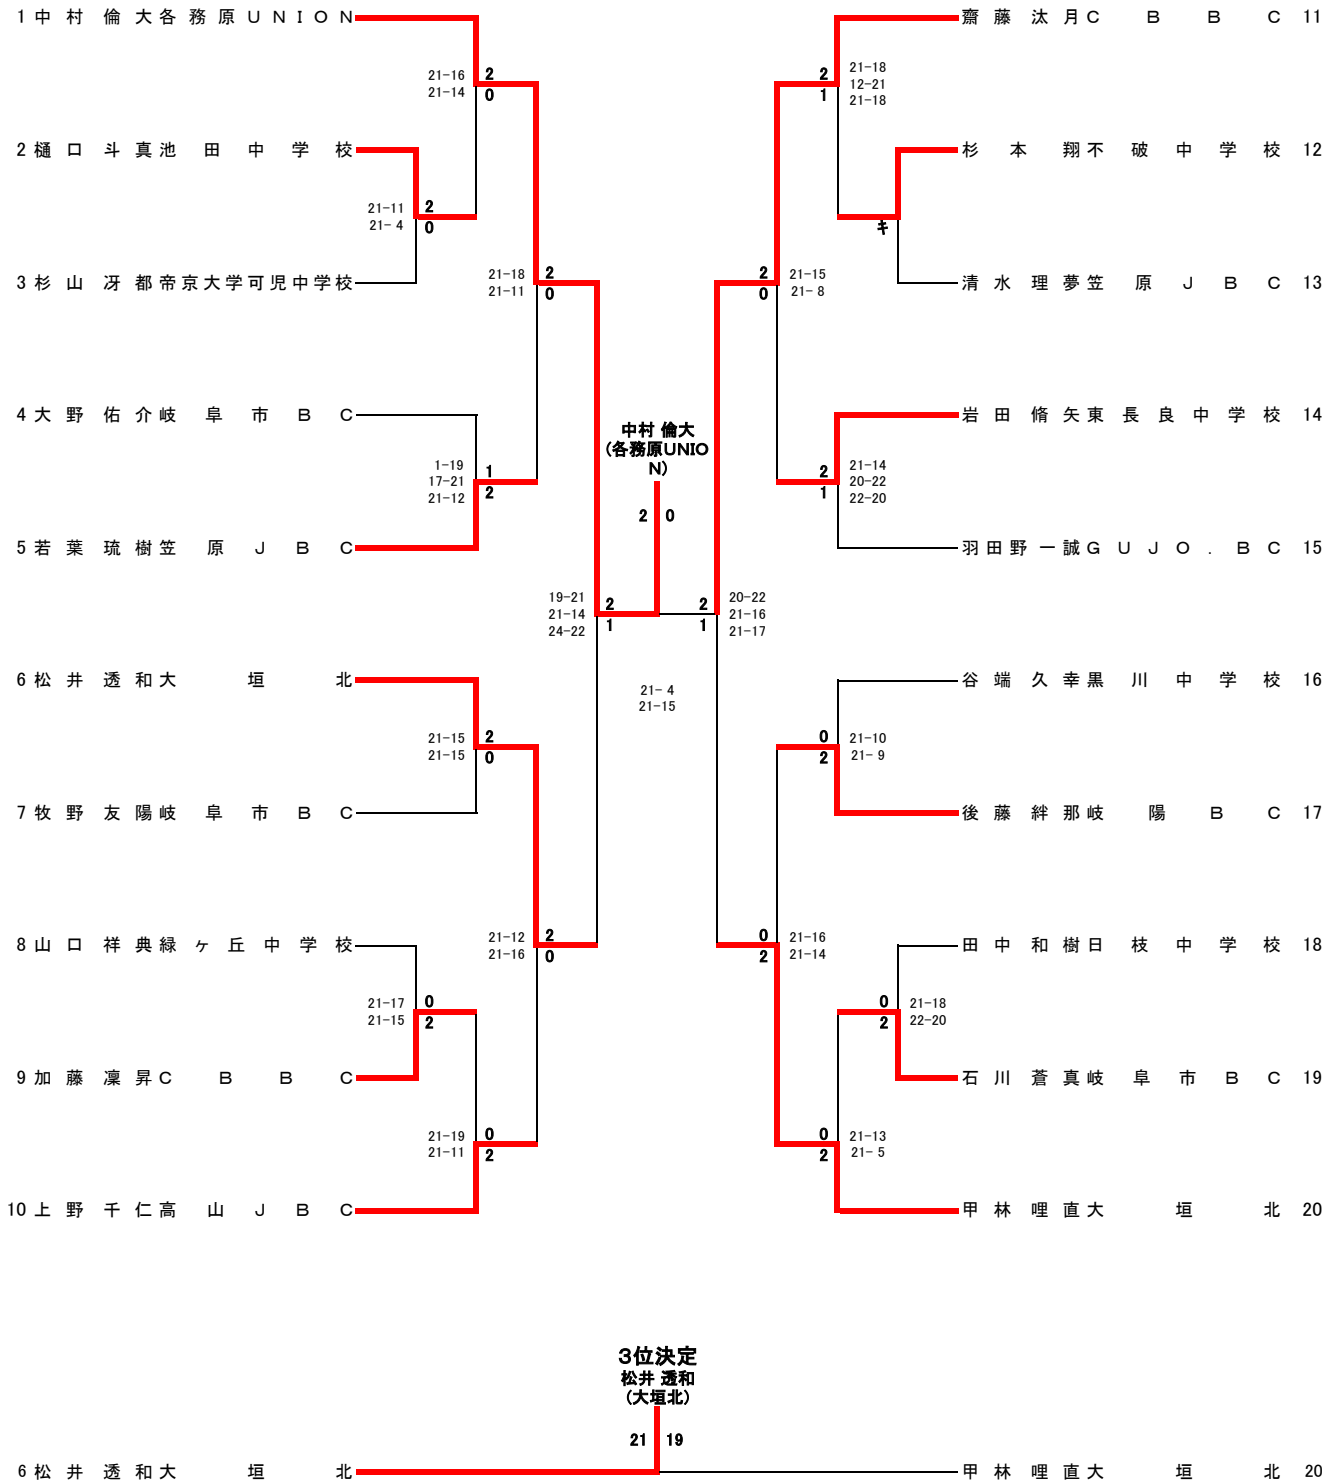 1 中村 倫大 各務原UNION
齋藤 汰月 CBBC 11
21-16 2
21-14 0
2 21-18
12-21
1 21-18
2 樋口 斗真 池田中学校
杉本 翔 不破中学校 12
21-11 2
21- 4 0
キ
3 杉山 冴都 帝京大学可児中学校
清水 理夢 笠原JBC 13
21-18 2
21-11 0
2 21-15
0 21- 8
4 大野 佑介 岐阜市BC
岩田 脩矢 東長良中学校 14
中村 倫大
(各務原UNIO
N)
1-19 1
17-21
21-12 2
2 21-14
20-22
1 22-20
2 0
5 若葉 琉樹 笠原JBC
羽田野 一誠 GUJO.BC 15
19-21 2
21-14
24-22 1
2 20-22
21-16
1 21-17
6 松井 透和 大垣北
谷端 久幸 黒川中学校 16
21- 4
21-15
21-15 2
21-15 0
0 21-10
2 21- 9
7 牧野 友陽 岐阜市BC
後藤 絆那 岐陽BC 17
8 山口 祥典 緑ヶ丘中学校
田中 和樹 日枝中学校 18
21-12 2
21-16 0
0 21-16
2 21-14
21-17 0
21-15 2
0 21-18
2 22-20
9 加藤 凜昇 CBBC
石川 蒼真 岐阜市BC 19
21-19 0
21-11 2
0 21-13
2 21- 5
10 上野 千仁 高山JBC
甲林 哩直 大垣北 20
3位決定
松井 透和
(大垣北)
21 19
6 松井 透和 大垣北
甲林 哩直 大垣北 20